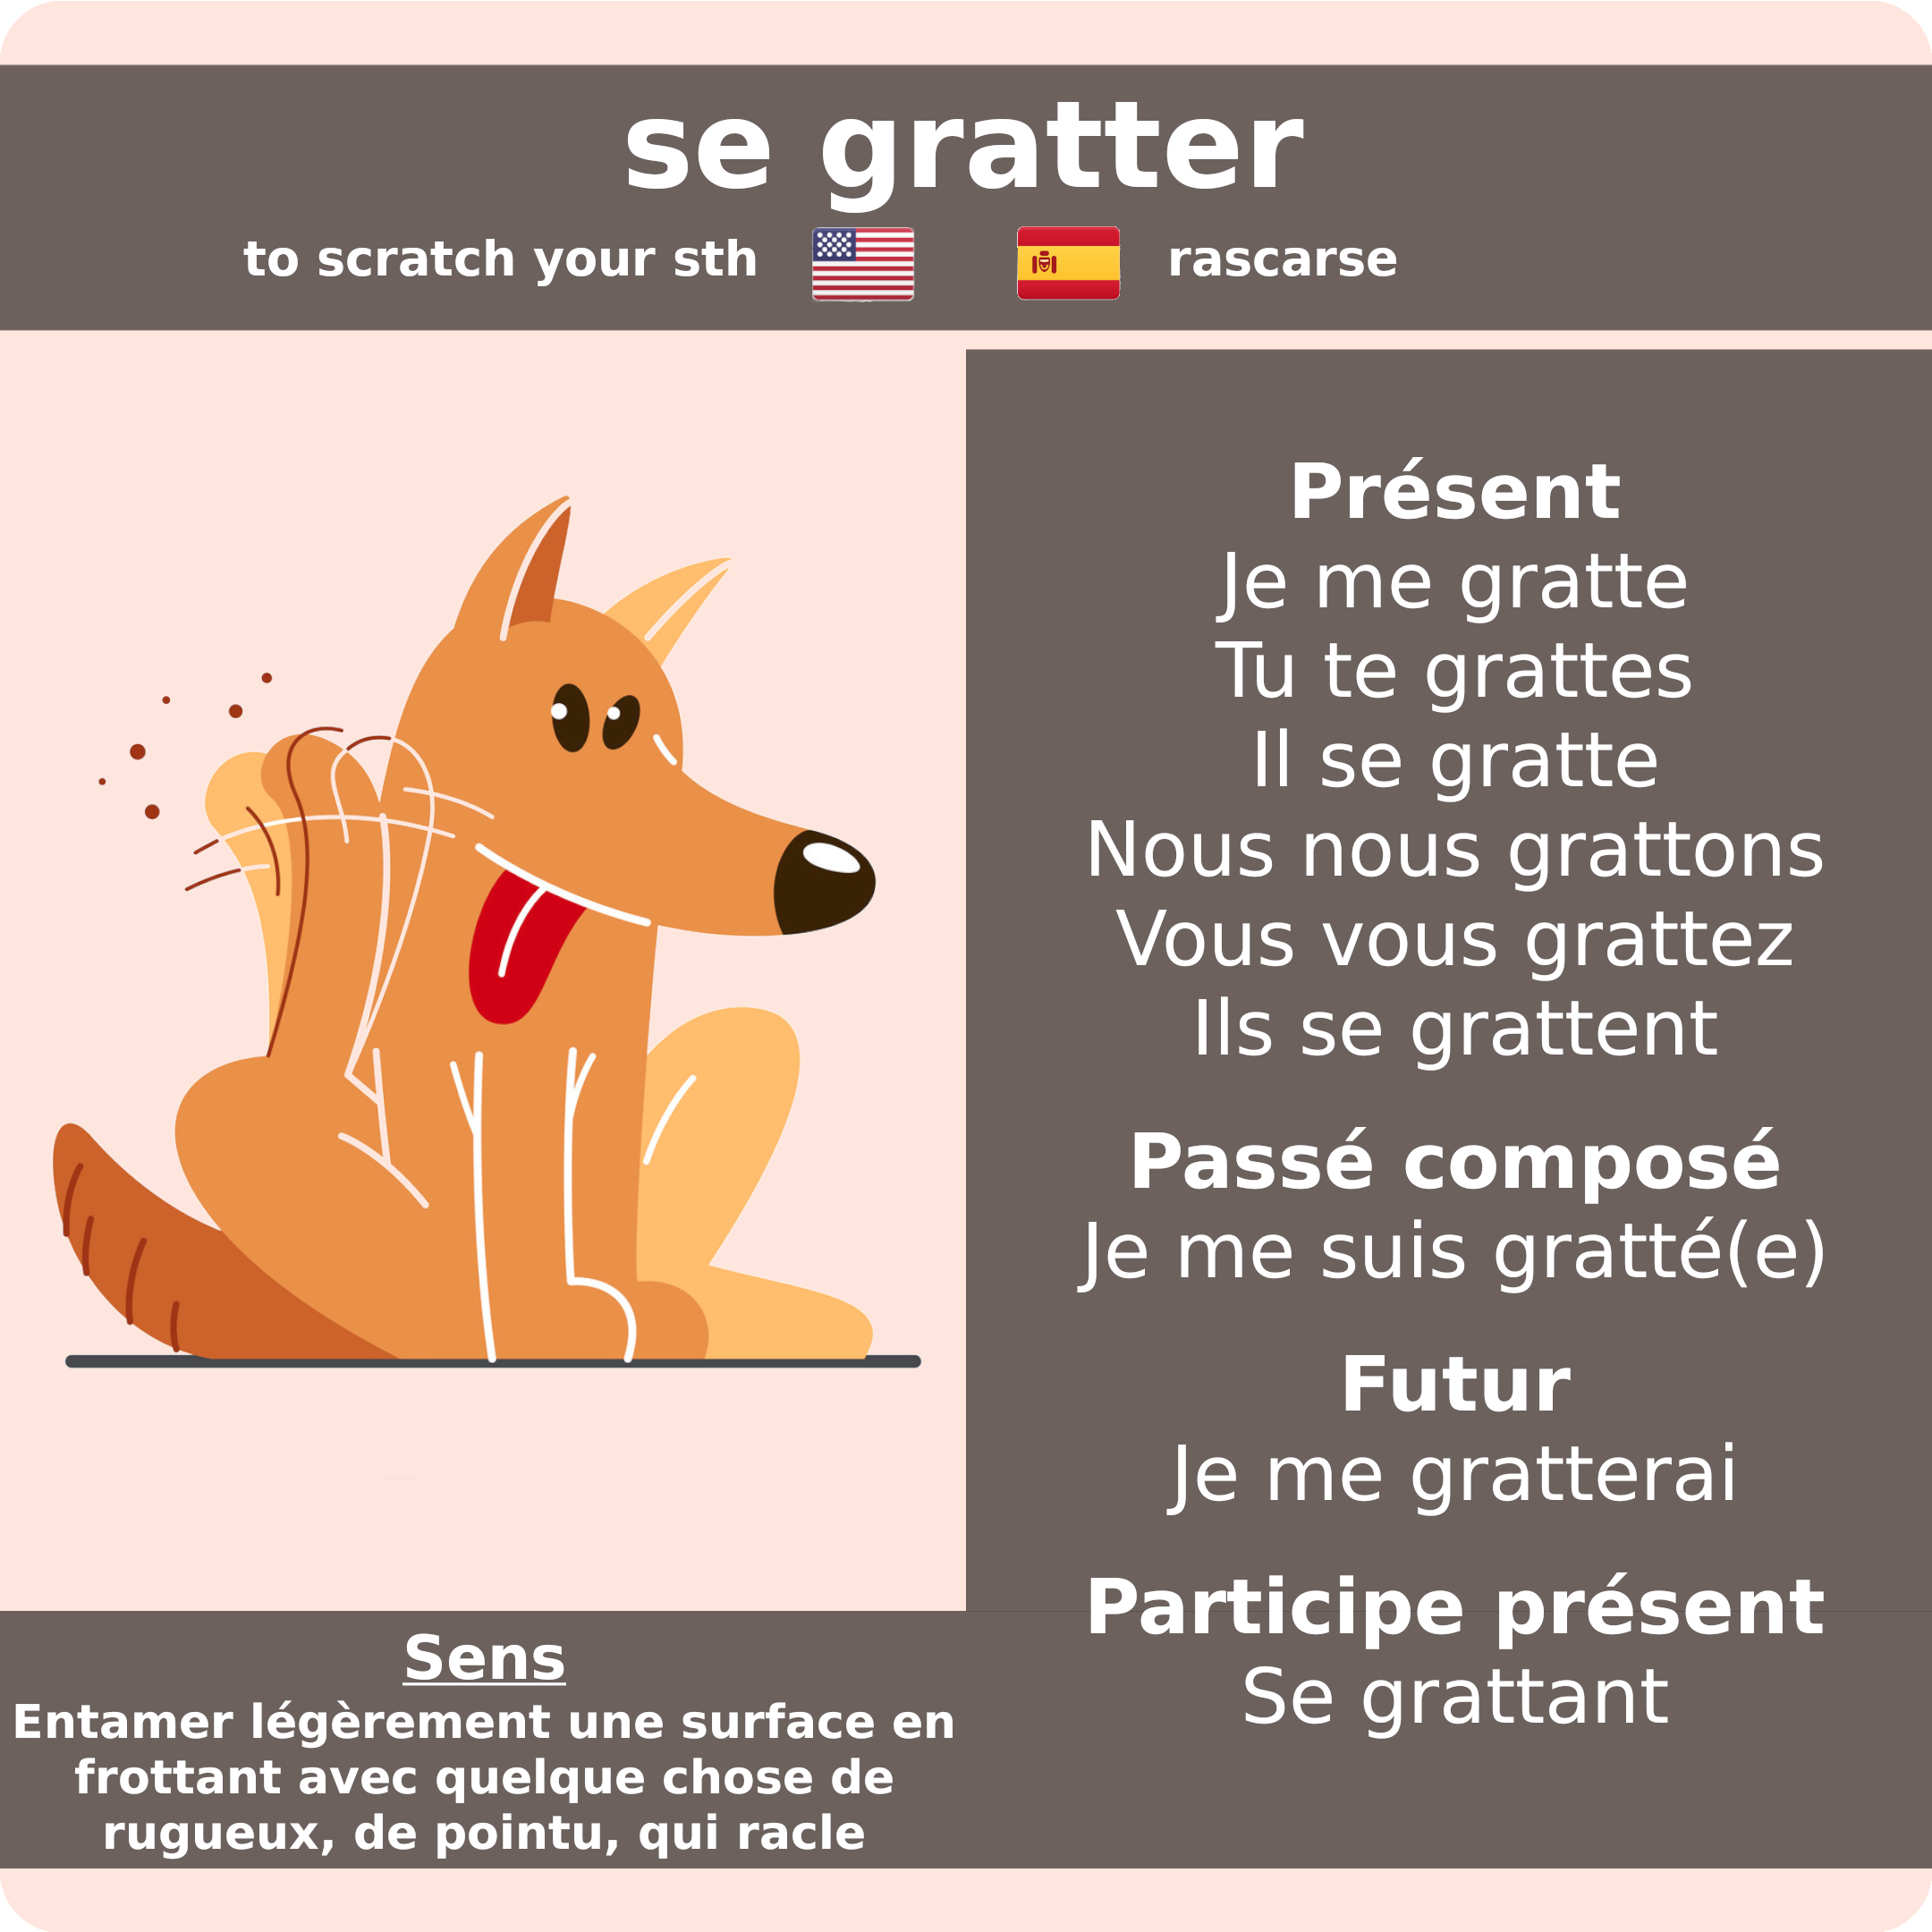 se gratter
to scratch your sth
rascarse
Présent
Je me gratte
Tu te grattes
Il se gratte
Nous nous grattons
Vous vous grattez
Ils se grattent
Passé composé
Je me suis gratté(e)
Futur
Je me gratterai
Participe présent
Se grattant
Sens
Entamer légèrement une surface en
frottant avec quelque chose de
rugueux, de pointu, qui racle